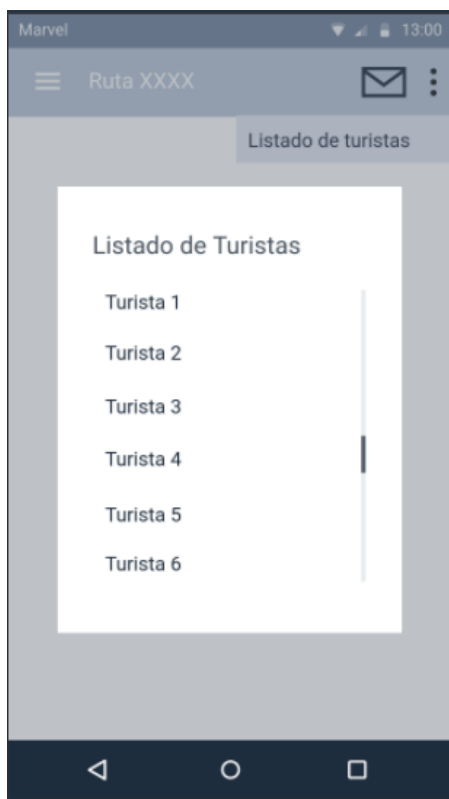 Marvel 13:00
Ruta XXXX
Listado de turistas
Listado de Turistas
Turista 1
Turista 2
Turista 3
Turista 4
Turista 5
Turista 6